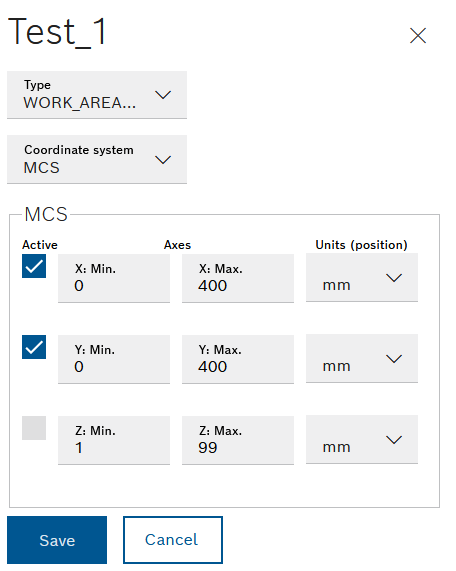 Test_1
Type
WORK_AREA...
Coordinate system
MCS
MCS
Active Axes Units (position)
X: Min. X: Max.
0 400 mm
Y: Min. Y: Max.
0 400 mm
Z: Min. Z: Max.
1 99 mm
Save Cancel